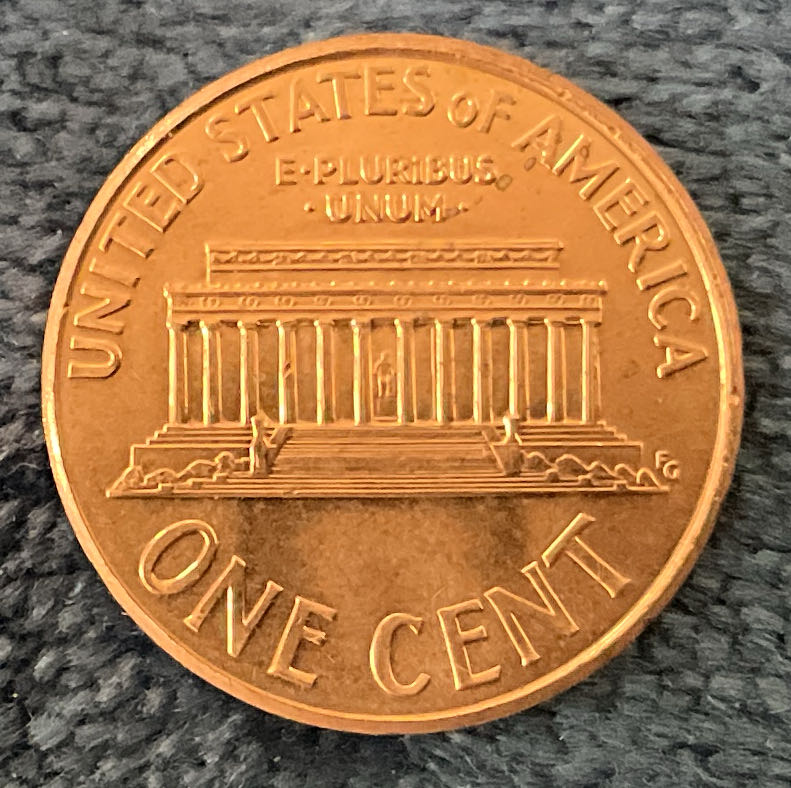 UNITED STATES OF AMERICA
E·PLURIBUS
·UNUM·
FG
ONE CENT